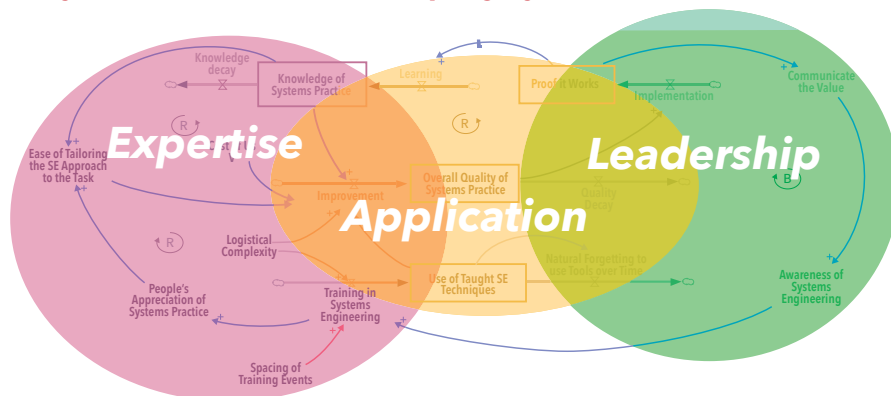 Knowledge
decay
Knowledge of
Systems Practice
Learning
Proof it Works
Implementation
Communicate
the Value
R
R
Expertise
Leadership
Ease of Tailoring
the SE Approach
to the Task
Improvement
Overall Quality of
Systems Practice
Quality
Decay
B
Application
R
Logistical
Complexity
Natural Forgetting to
use Tools over Time
Use of Taught SE
Techniques
Awareness of
Systems
Engineering
People's
Appreciation of
Systems Practice
Training in
Systems
Engineering
Spacing of
Training Events